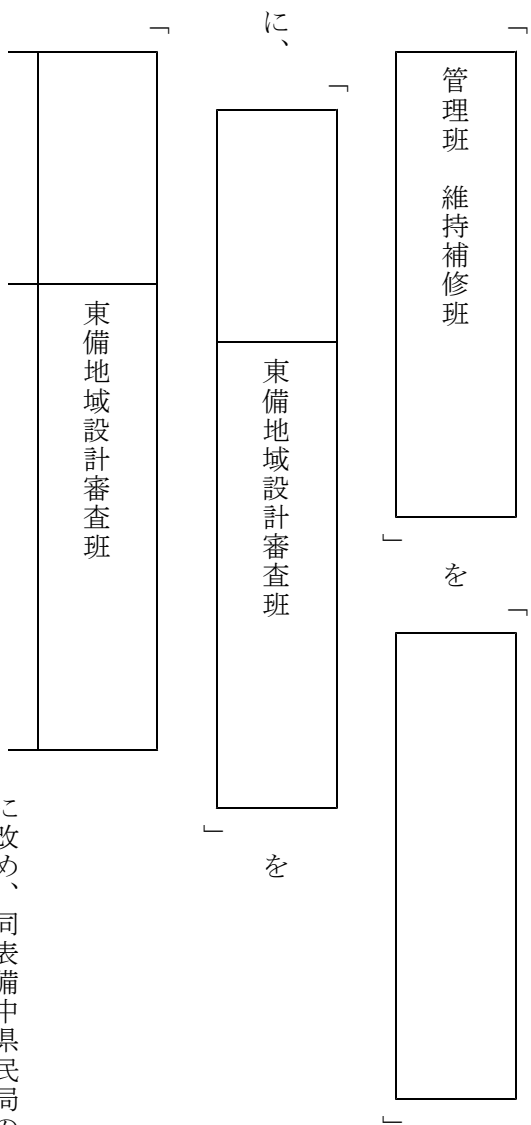 「管理班　維持補修班」を「　」
に、
「東備地域設計審査班」を
「東備地域設計審査班
に改め、同表備中県民局の